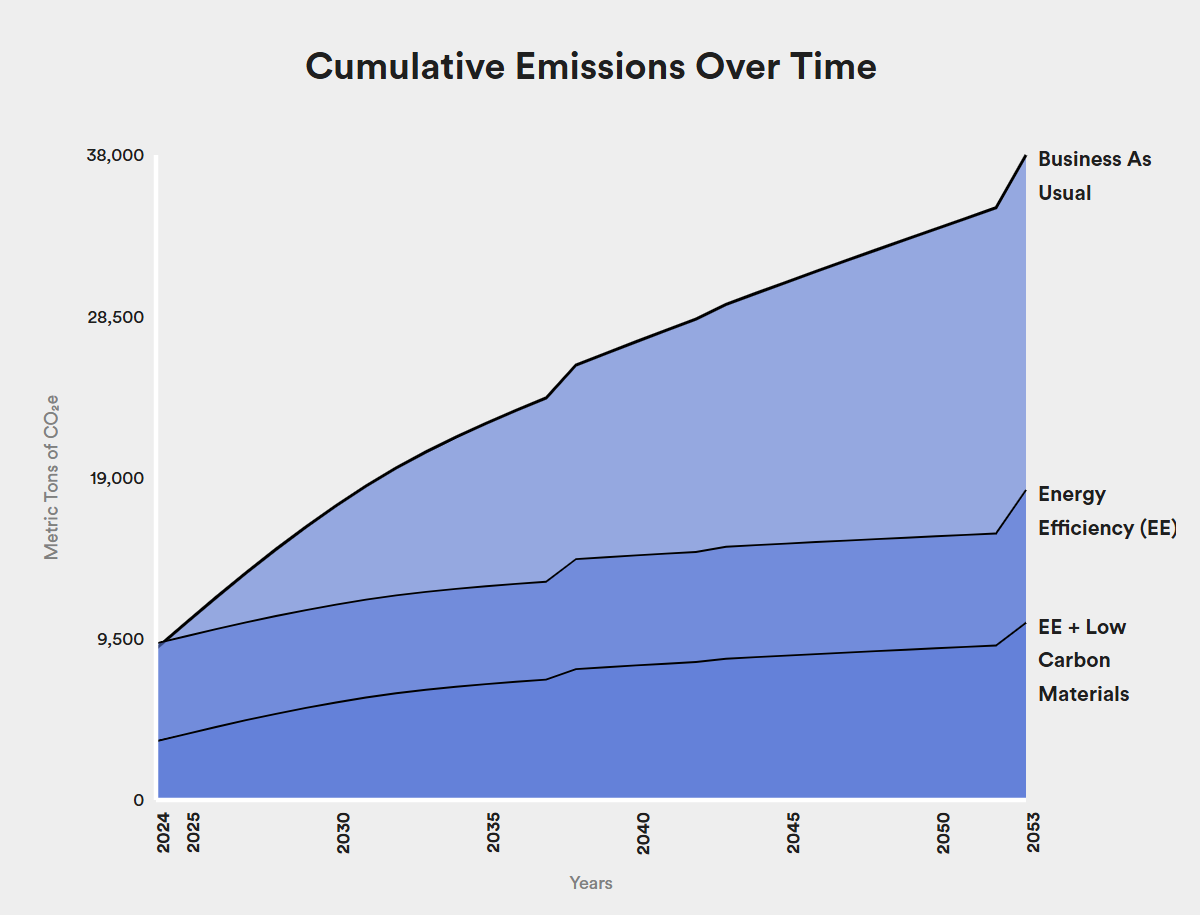 Cumulative Emissions Over Time
38,000
28,500
19,000
9,500
0
Metric Tons of CO₂e
Business As
Usual
Energy
Efficiency (EE)
EE + Low
Carbon
Materials
2024
2025
2030
2035
2040
2045
2050
2053
Years